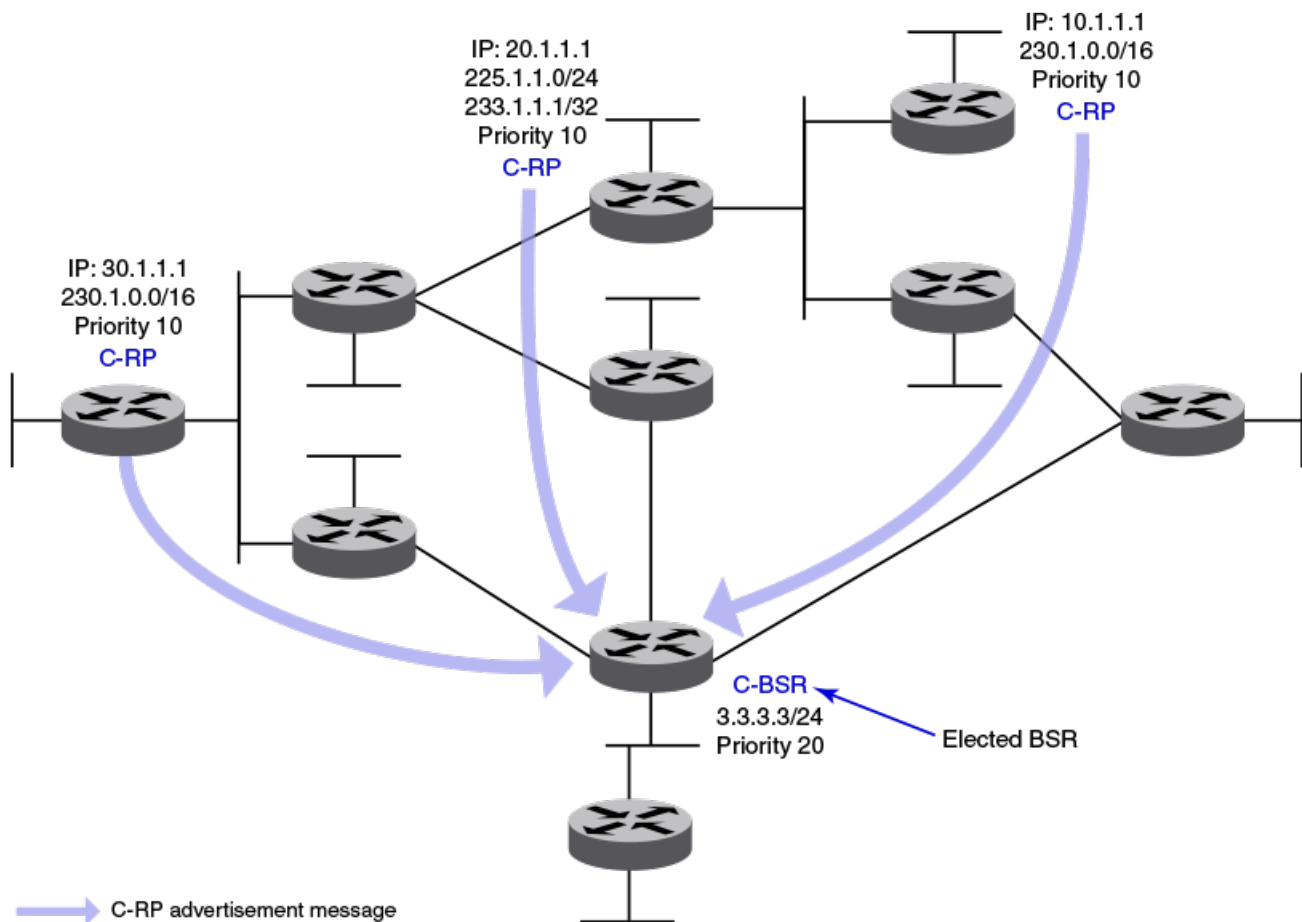 IP: 20.1.1.1
225.1.1.0/24
233.1.1.1/32
Priority 10
C-RP
IP: 10.1.1.1
230.1.0.0/16
Priority 10
C-RP
IP: 30.1.1.1
230.1.0.0/16
Priority 10
C-RP
C-BSR
3.3.3.3/24
Priority 20
Elected BSR
C-RP advertisement message